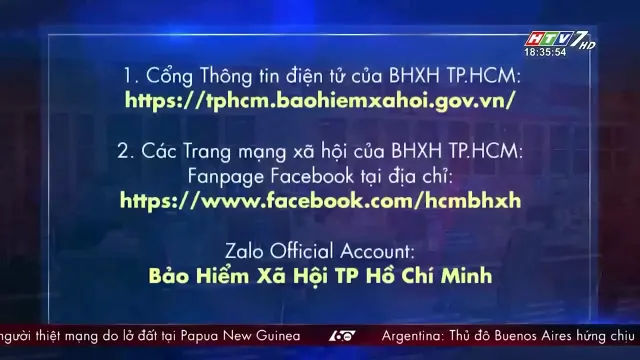 HTV7 HD
18:35:54
1. Cổng Thông tin điện tử của BHXH TP.HCM:
https://tphcm.baohiemxahoi.gov.vn/
2. Các Trang mạng xã hội của BHXH TP.HCM:
Fanpage Facebook tại địa chỉ:
https://www.facebook.com/hcmbhxh
Zalo Official Account:
Bảo Hiểm Xã Hội TP Hồ Chí Minh
người thiệt mạng do lở đất tại Papua New Guinea
Argentina: Thủ đô Buenos Aires hứng chịu